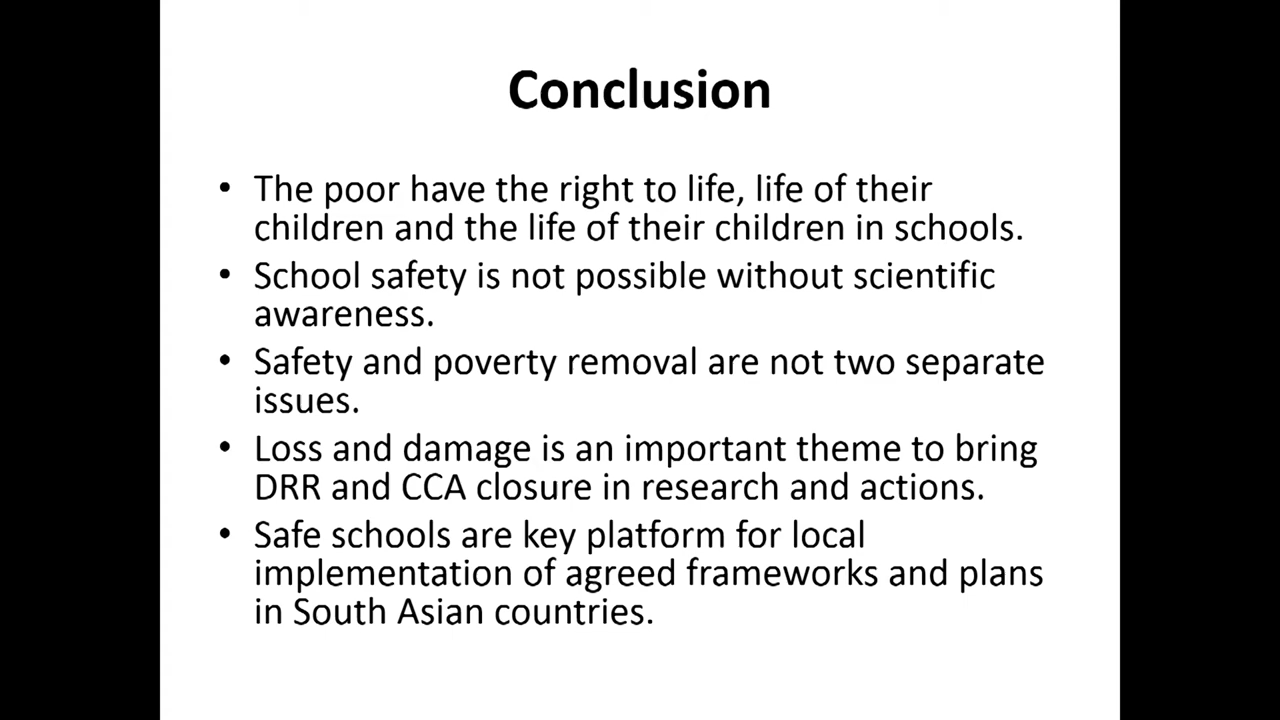 Conclusion
• The poor have the right to life, life of their
children and the life of their children in schools.
• School safety is not possible without scientific
awareness.
• Safety and poverty removal are not two separate
issues.
• Loss and damage is an important theme to bring
DRR and CCA closure in research and actions.
• Safe schools are key platform for local
implementation of agreed frameworks and plans
in South Asian countries.